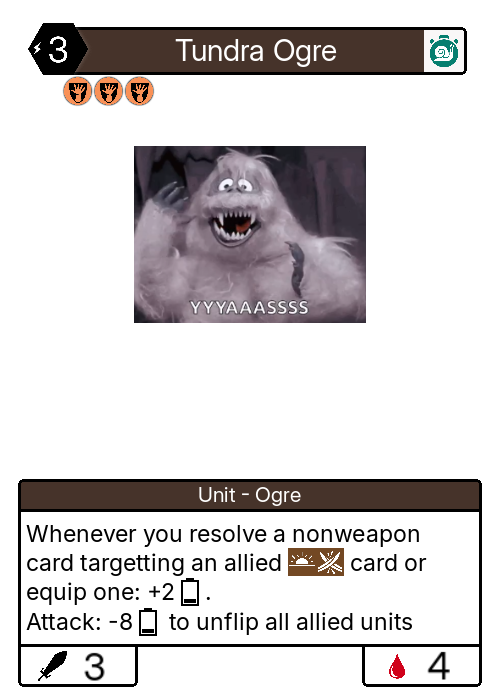 3
Tundra Ogre
YYYAAASSSS
Unit - Ogre
Whenever you resolve a nonweapon
card targetting an allied card or
equip one: +2 .
Attack: -8 to unflip all allied units
3
4